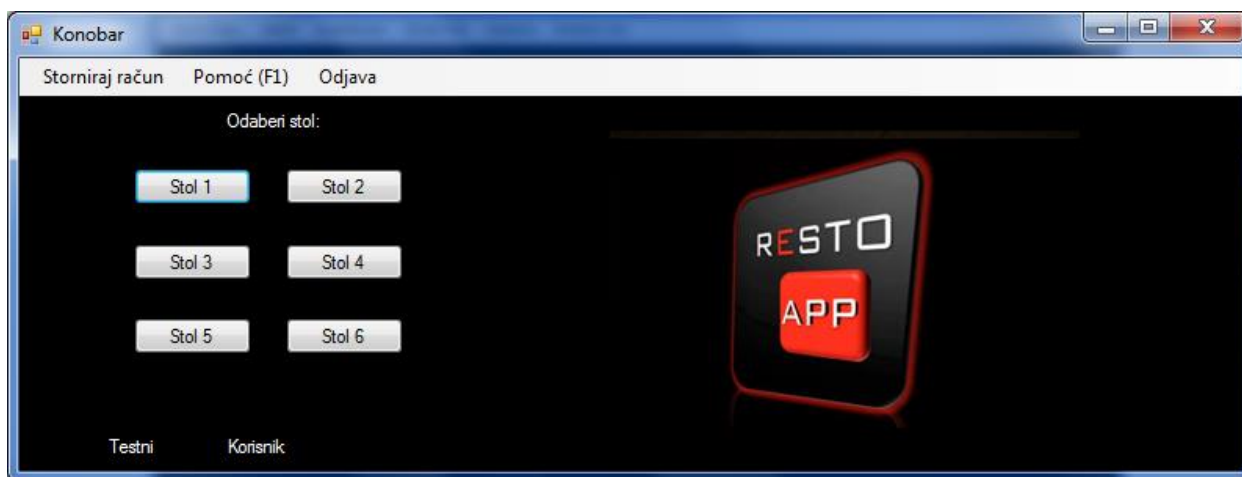 Konobar
Storniraj račun Pomoć (F1) Odjava
Odaberi stol:
Stol 1 Stol 2
Stol 3 Stol 4
Stol 5 Stol 6
Testni Korisnik
RESTO
APP